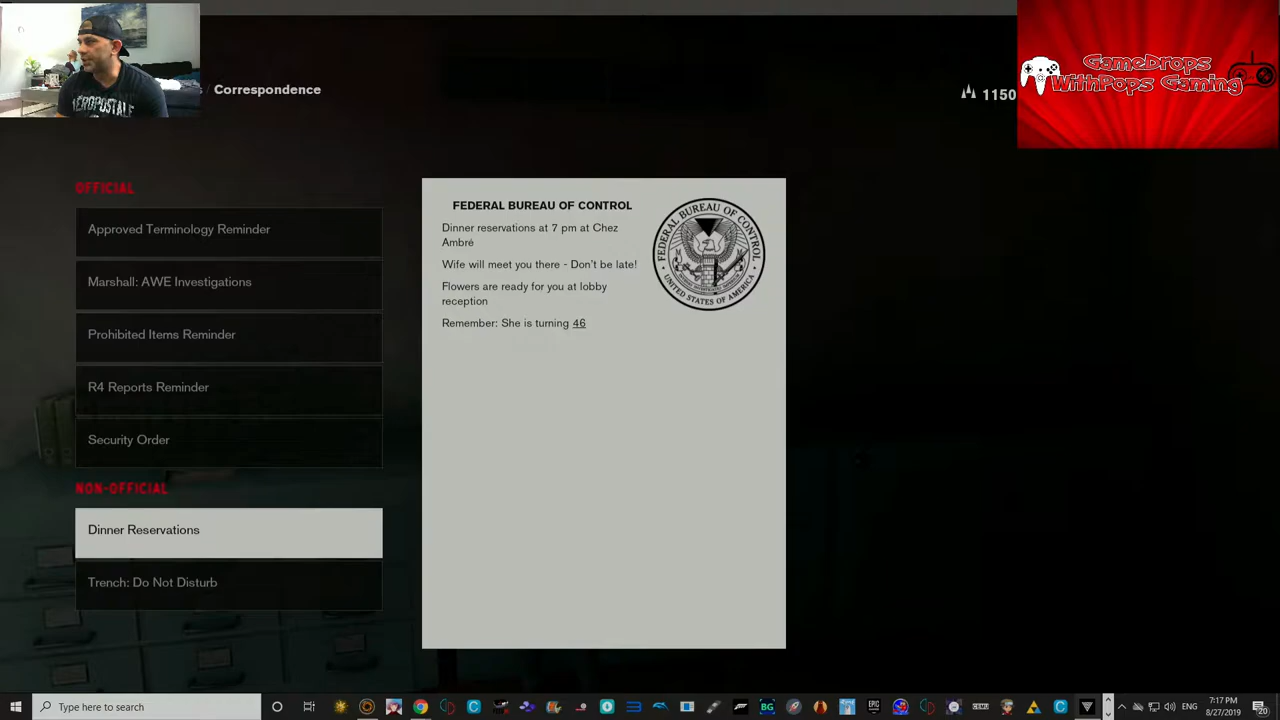 GameDrops
WithPops Gaming
AEROPOSTALE
/ Correspondence
1150
OFFICIAL
Approved Terminology Reminder
Marshall: AWE Investigations
Prohibited Items Reminder
R4 Reports Reminder
Security Order
NON-OFFICIAL
Dinner Reservations
Trench: Do Not Disturb
FEDERAL BUREAU OF CONTROL
Dinner reservations at 7 pm at Chez
Ambré
Wife will meet you there - Don't be late!
Flowers are ready for you at lobby
reception
Remember: She is turning 46
FEDERAL BUREAU OF CONTROL
UNITED STATES OF AMERICA
Type here to search
BG
EPIC
ENG
7:17 PM
8/27/2019
20